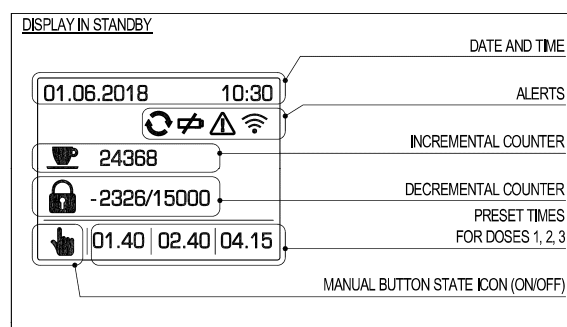 DISPLAY IN STANDBY
DATE AND TIME
01.06.2018 10:30
ALERTS
INCREMENTAL COUNTER
24368
DECREMENTAL COUNTER
-2326/15000
PRESET TIMES
FOR DOSES 1, 2, 3
01.40 02.40 04.15
MANUAL BUTTON STATE ICON (ON/OFF)